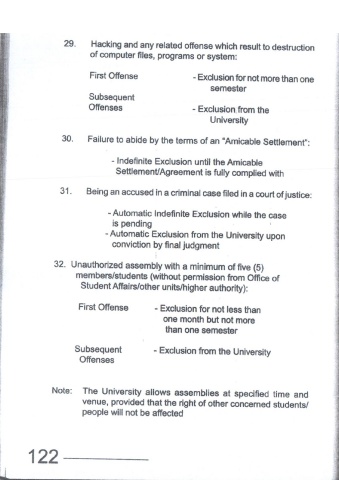 29. Hacking and any related offense which result to destruction
of computer files, programs or system:
First Offense - Exclusion for not more than one
semester
Subsequent
Offenses - Exclusion from the
University
30. Failure to abide by the terms of an "Amicable Settlement":
- Indefinite Exclusion until the Amicable
Settlement/Agreement is fully complied with
31. Being an accused in a criminal case filed in a court of justice:
- Automatic Indefinite Exclusion while the case
is pending
- Automatic Exclusion from the University upon
conviction by final judgment
32. Unauthorized assembly with a minimum of five (5)
members/students (without permission from Office of
Student Affairs/other units/higher authority):
First Offense - Exclusion for not less than
one month but not more
than one semester
Subsequent - Exclusion from the University
Offenses
Note: The University allows assemblies at specified time and
venue, provided that the right of other concerned students/
people will not be affected
122